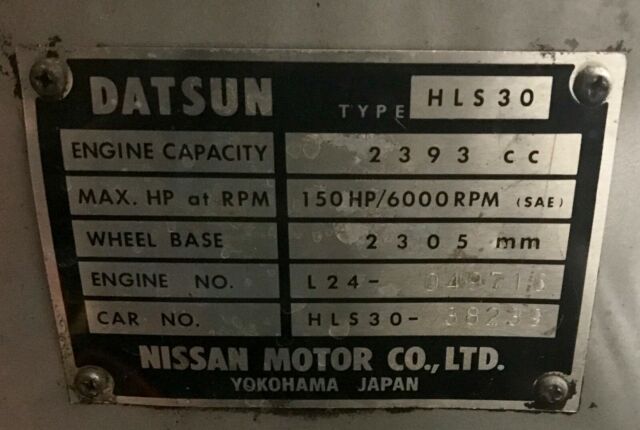 DATSUN TYPE HLS30
ENGINE CAPACITY 2393 cc
MAX. HP at RPM 150HP/6000RPM (SAE)
WHEEL BASE 2305 mm
ENGINE NO. L24-
CAR NO. HLS30-
NISSAN MOTOR CO., LTD.
YOKOHAMA JAPAN